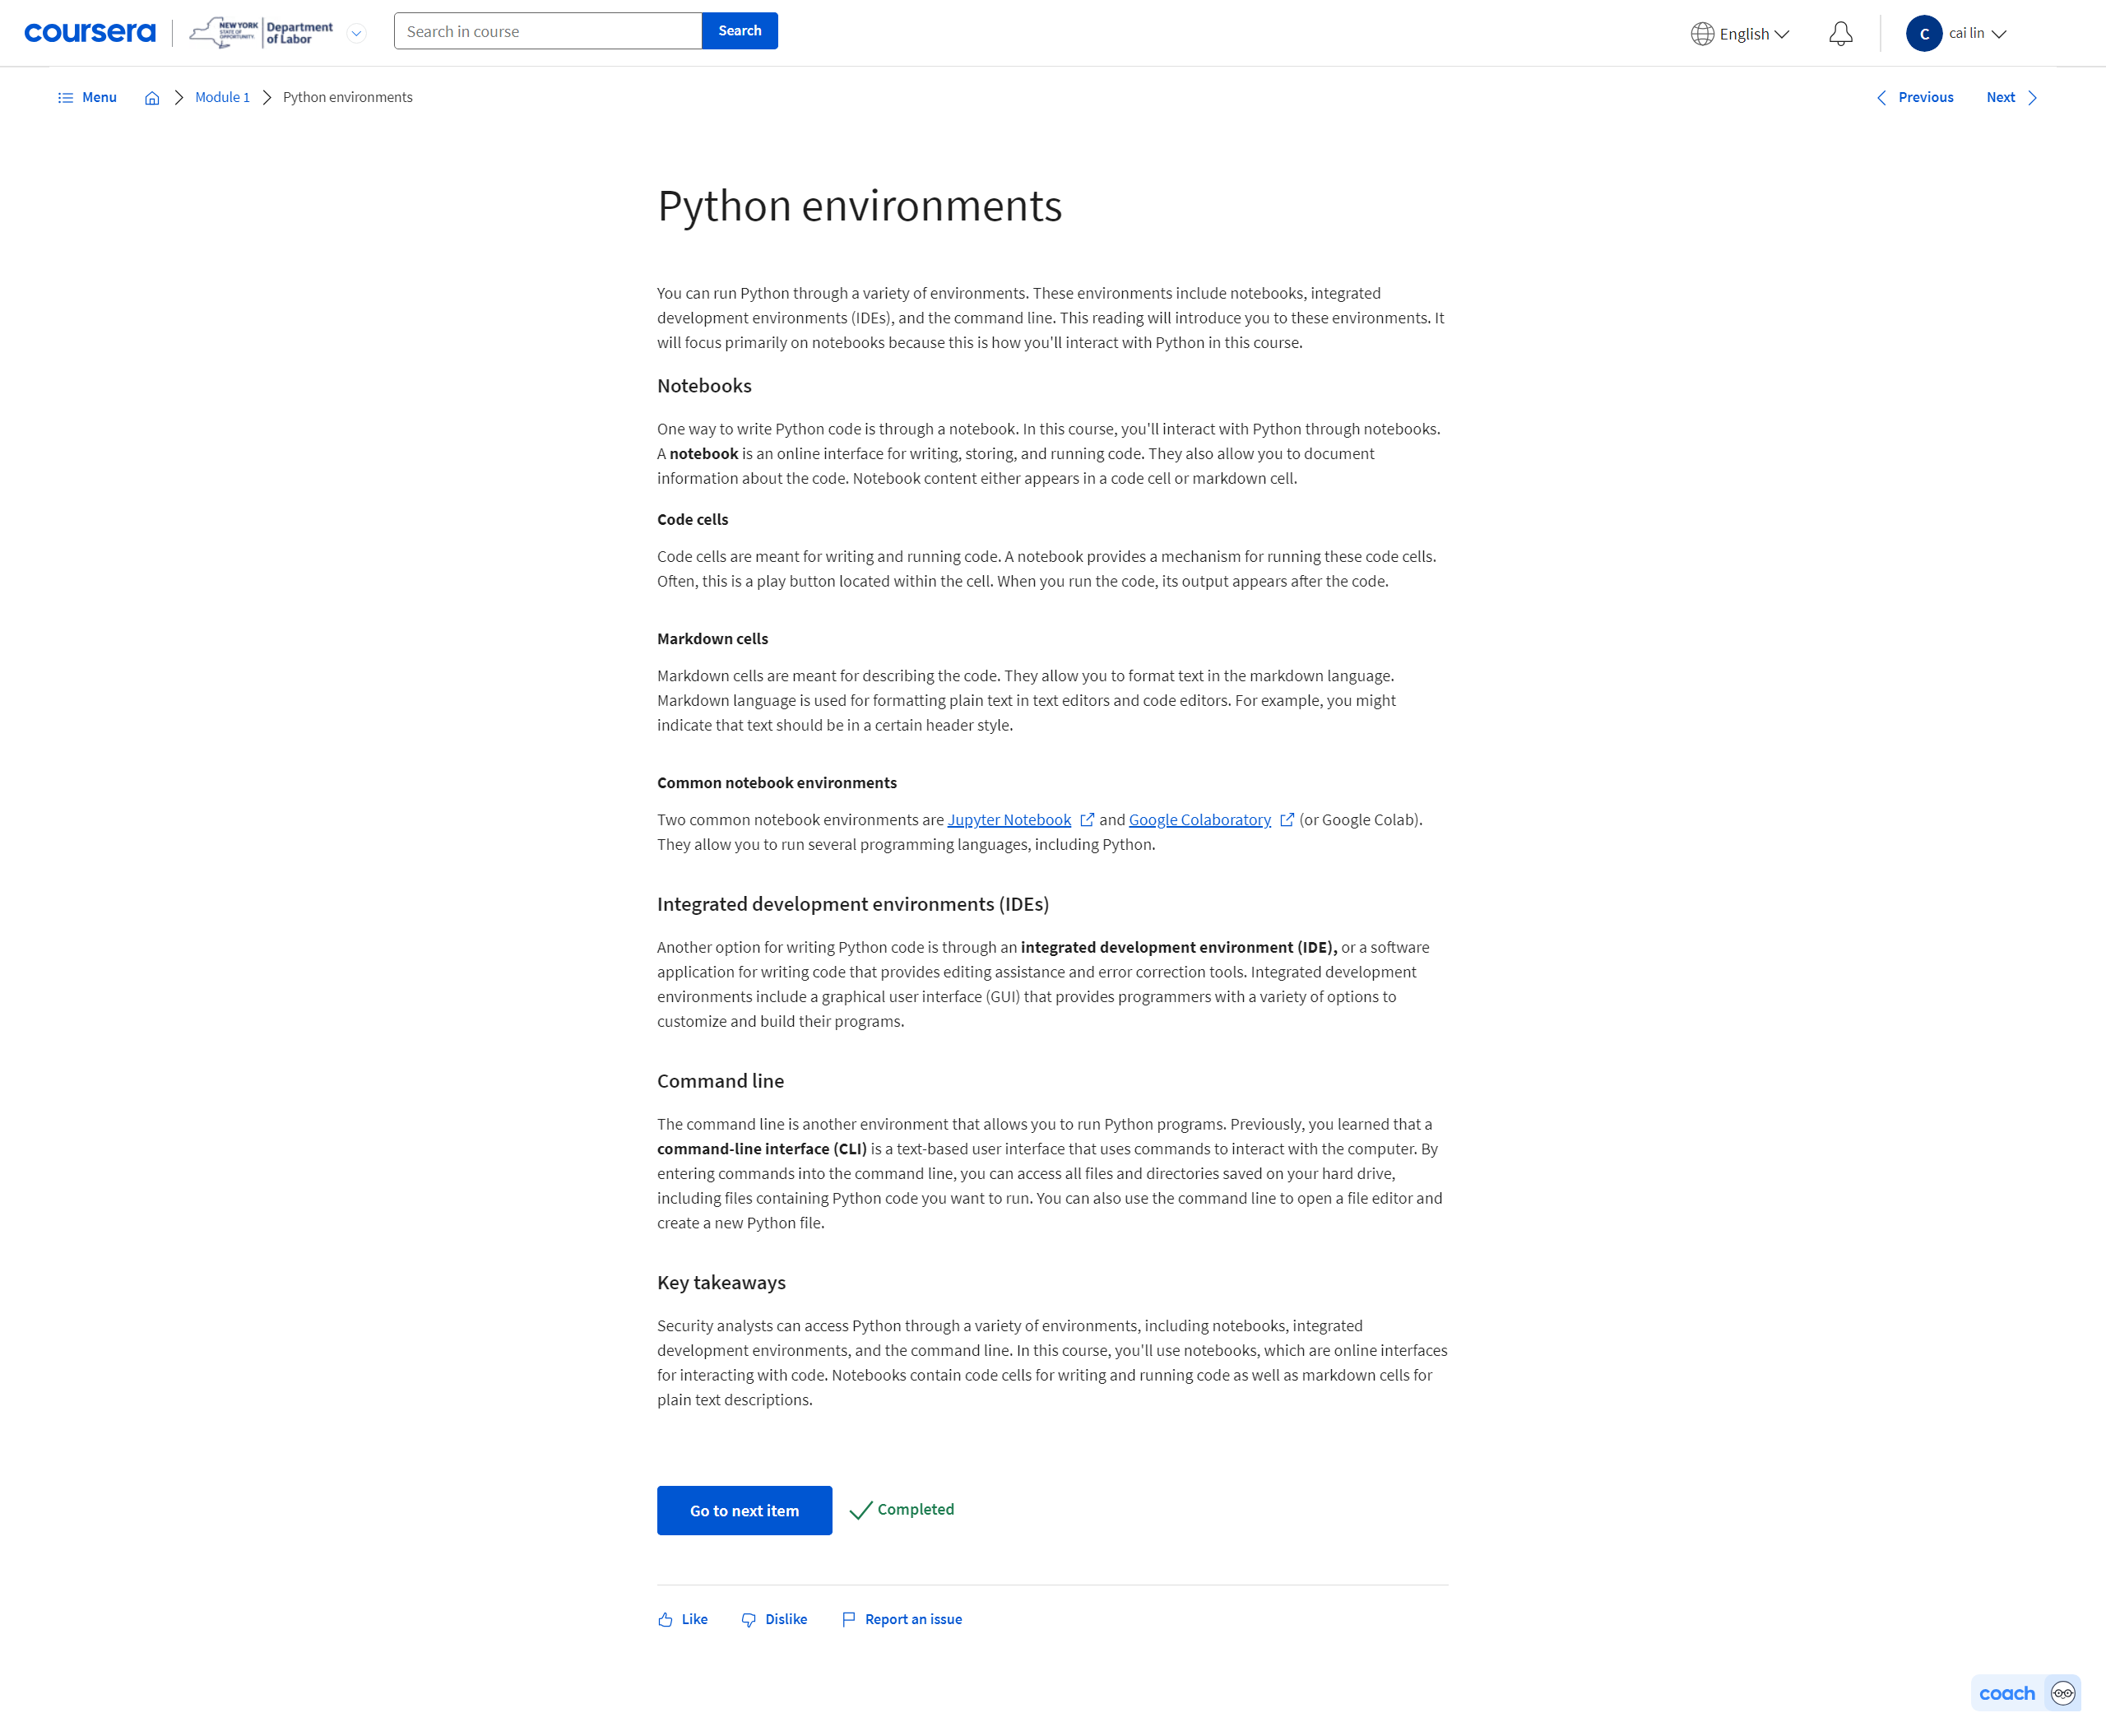 coursera
NEW YORK
STATE OF
OPPORTUNITY.
Department
of Labor
Search in course
Search
English
C
cai lin
Menu
Module 1
Python environments
Previous
Next
Python environments
You can run Python through a variety of environments. These environments include notebooks, integrated
development environments (IDEs), and the command line. This reading will introduce you to these environments. It
will focus primarily on notebooks because this is how you'll interact with Python in this course.
Notebooks
One way to write Python code is through a notebook. In this course, you'll interact with Python through notebooks.
A notebook is an online interface for writing, storing, and running code. They also allow you to document
information about the code. Notebook content either appears in a code cell or markdown cell.
Code cells
Code cells are meant for writing and running code. A notebook provides a mechanism for running these code cells.
Often, this is a play button located within the cell. When you run the code, its output appears after the code.
Markdown cells
Markdown cells are meant for describing the code. They allow you to format text in the markdown language.
Markdown language is used for formatting plain text in text editors and code editors. For example, you might
indicate that text should be in a certain header style.
Common notebook environments
Two common notebook environments are Jupyter Notebook and Google Colaboratory (or Google Colab).
They allow you to run several programming languages, including Python.
Integrated development environments (IDEs)
Another option for writing Python code is through an integrated development environment (IDE), or a software
application for writing code that provides editing assistance and error correction tools. Integrated development
environments include a graphical user interface (GUI) that provides programmers with a variety of options to
customize and build their programs.
Command line
The command line is another environment that allows you to run Python programs. Previously, you learned that a
command-line interface (CLI) is a text-based user interface that uses commands to interact with the computer. By
entering commands into the command line, you can access all files and directories saved on your hard drive,
including files containing Python code you want to run. You can also use the command line to open a file editor and
create a new Python file.
Key takeaways
Security analysts can access Python through a variety of environments, including notebooks, integrated
development environments, and the command line. In this course, you'll use notebooks, which are online interfaces
for interacting with code. Notebooks contain code cells for writing and running code as well as markdown cells for
plain text descriptions.
Go to next item
Completed
Like
Dislike
Report an issue
coach